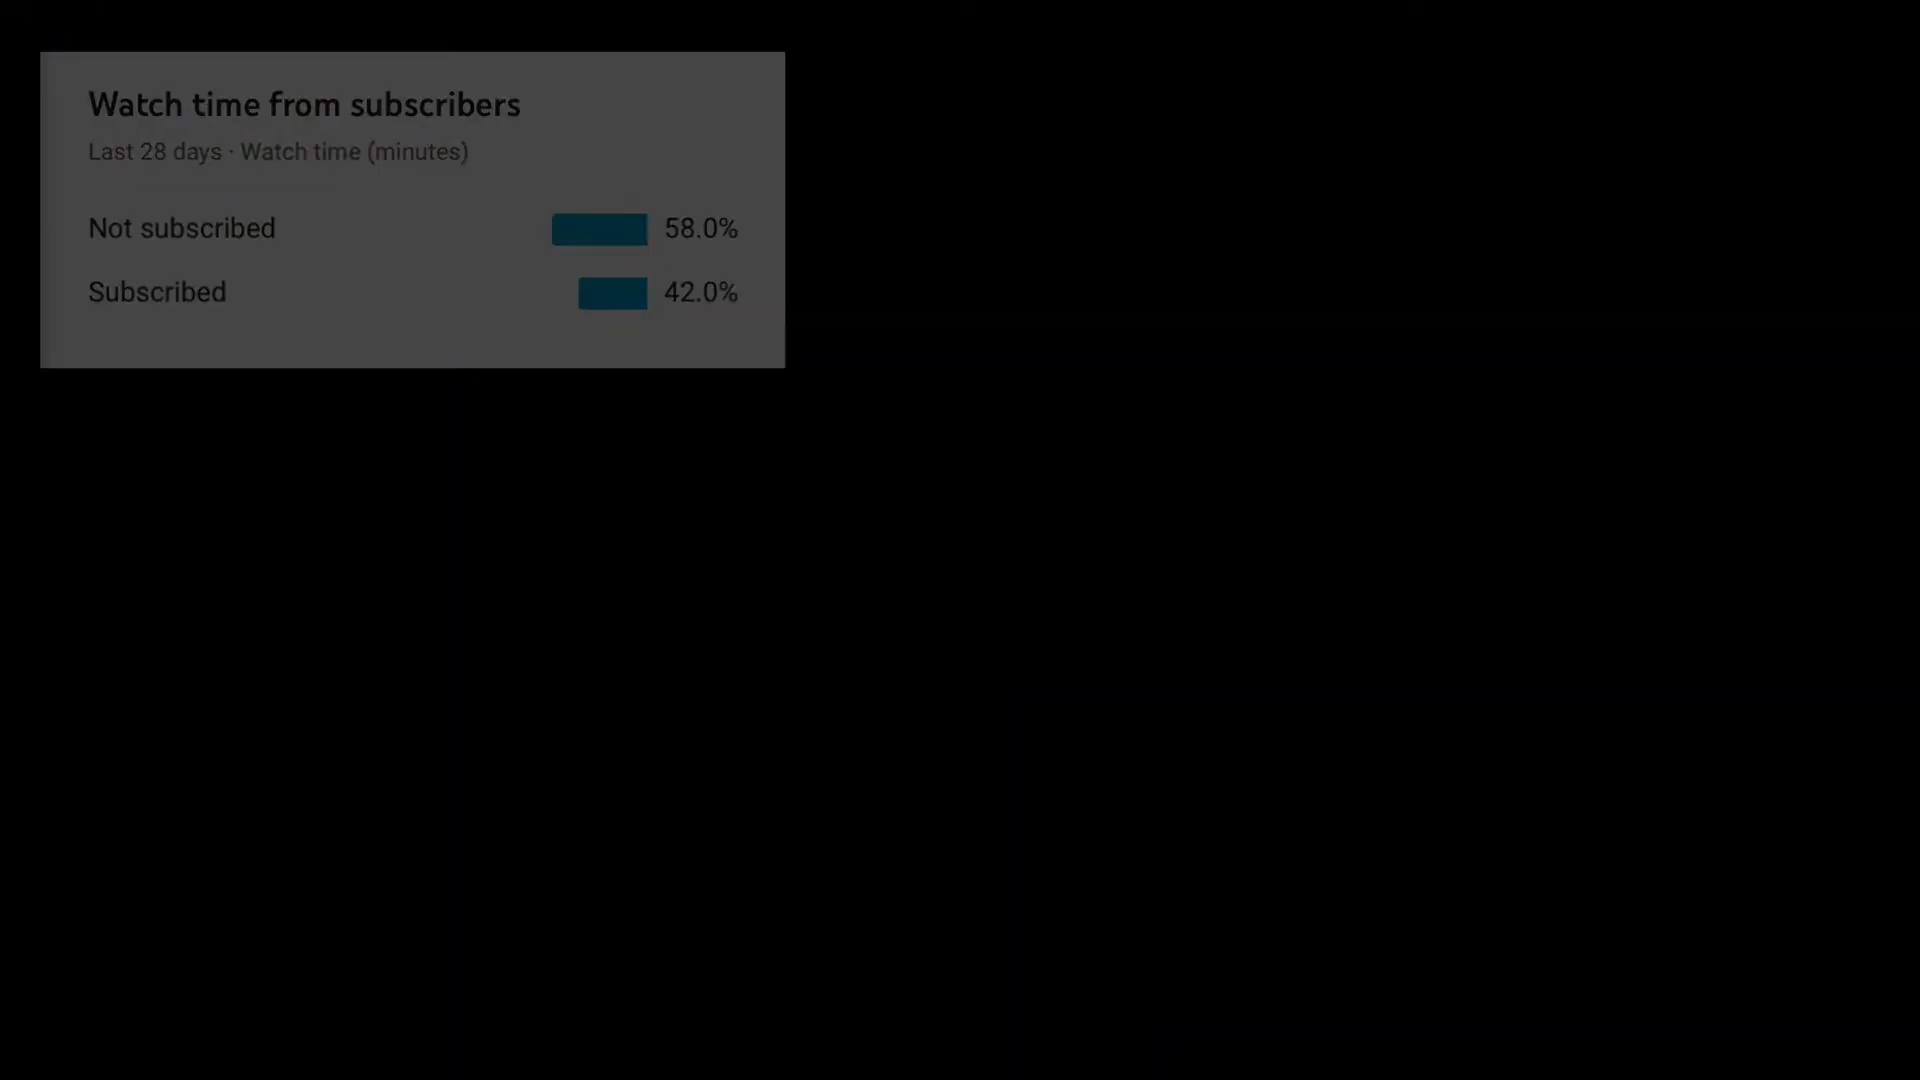 Watch time from subscribers
Last 28 days · Watch time (minutes)
Not subscribed 58.0%
Subscribed 42.0%